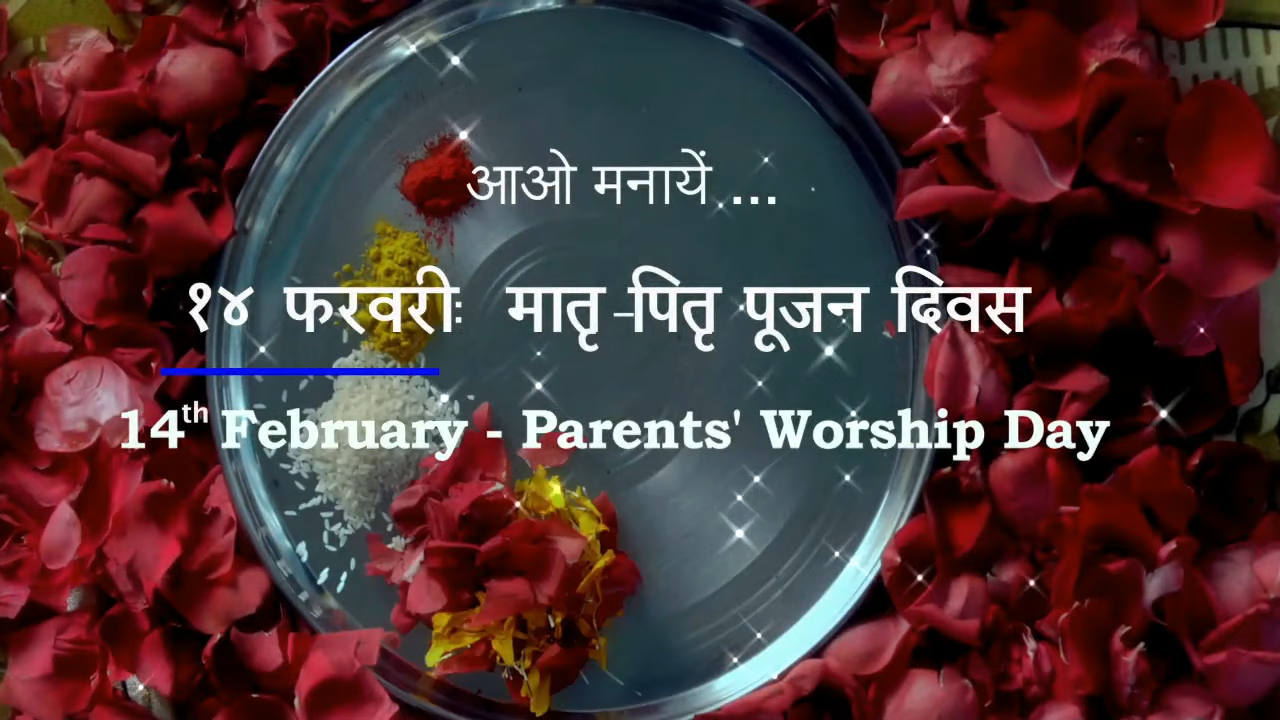 आओ मनायें ...
१४ फरवरीः मातृ-पितृ पूजन दिवस
14th February - Parents' Worship Day